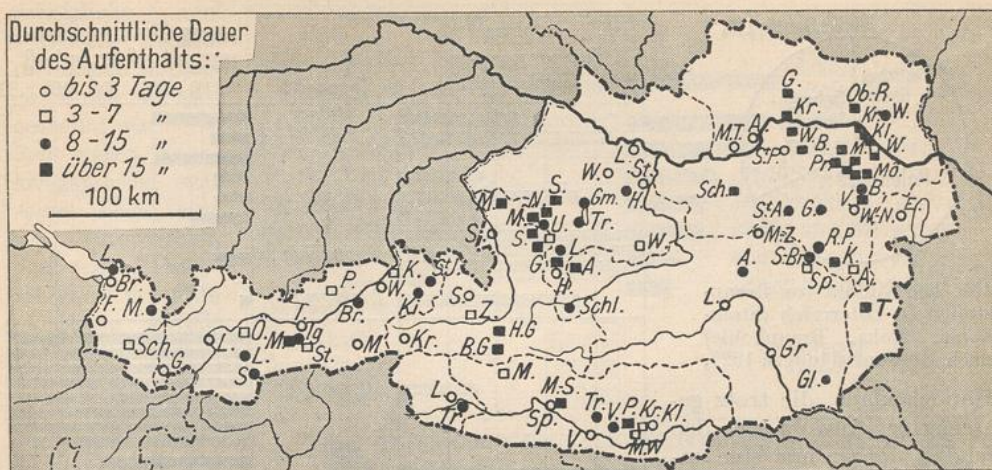 Durchschnittliche Dauer
des Aufenthalts:
bis 3 Tage
3 - 7 "
8 - 15 "
über 15 "
100 km
G.
Ob.-R.
Kr.
Kr.
W.
A.
M.T.
W.
Kl.
L.
St.P.
B.
M.
W.
W.
St.
Pr.
Mö.
M.
S.
Gm.
H.
Sch.
B.
N.
V.
E.
M.
U.
Tr.
St.A
G.
W.-N.
S.
S.
L.
W.
M.Z.
R.P.
G.
A.
A.
S.Br.
K.
L.
K.
S.J.
H.
Sp.
A.
Br.
P.
W.
Ki.
S.
Schl.
L.
T.
F.
M.
Br.
Z.
I.
O.
M.
Ig.
H.G
Sch.
L.
St.
M.
Kr.
B.G
Gr.
G.
L.
S
M.
Gl.
L.
M.S.
Tr.
Sp.
Tr.
V
P.
Kr.
Kl.
V.
M.W